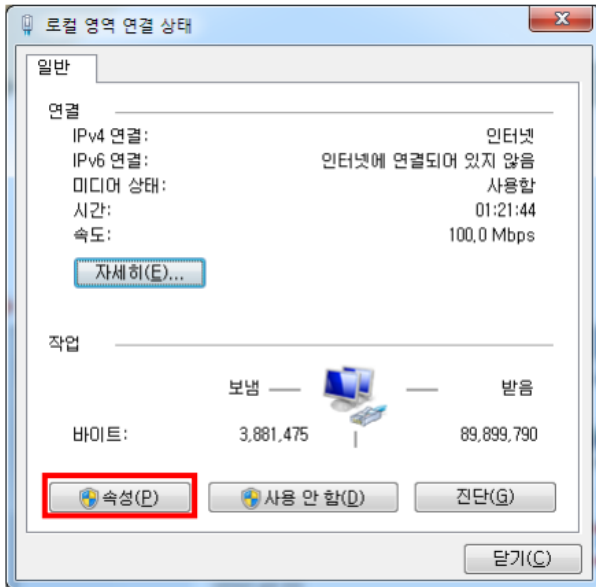 로컬 영역 연결 상태
일반
연결
IPv4 연결: 인터넷
IPv6 연결: 인터넷에 연결되어 있지 않음
미디어 상태: 사용함
시간: 01:21:44
속도: 100.0 Mbps
자세히(E)...
작업
보냄 받음
바이트: 3,881,475 89,899,790
속성(P) 사용 안 함(D) 진단(G)
닫기(C)